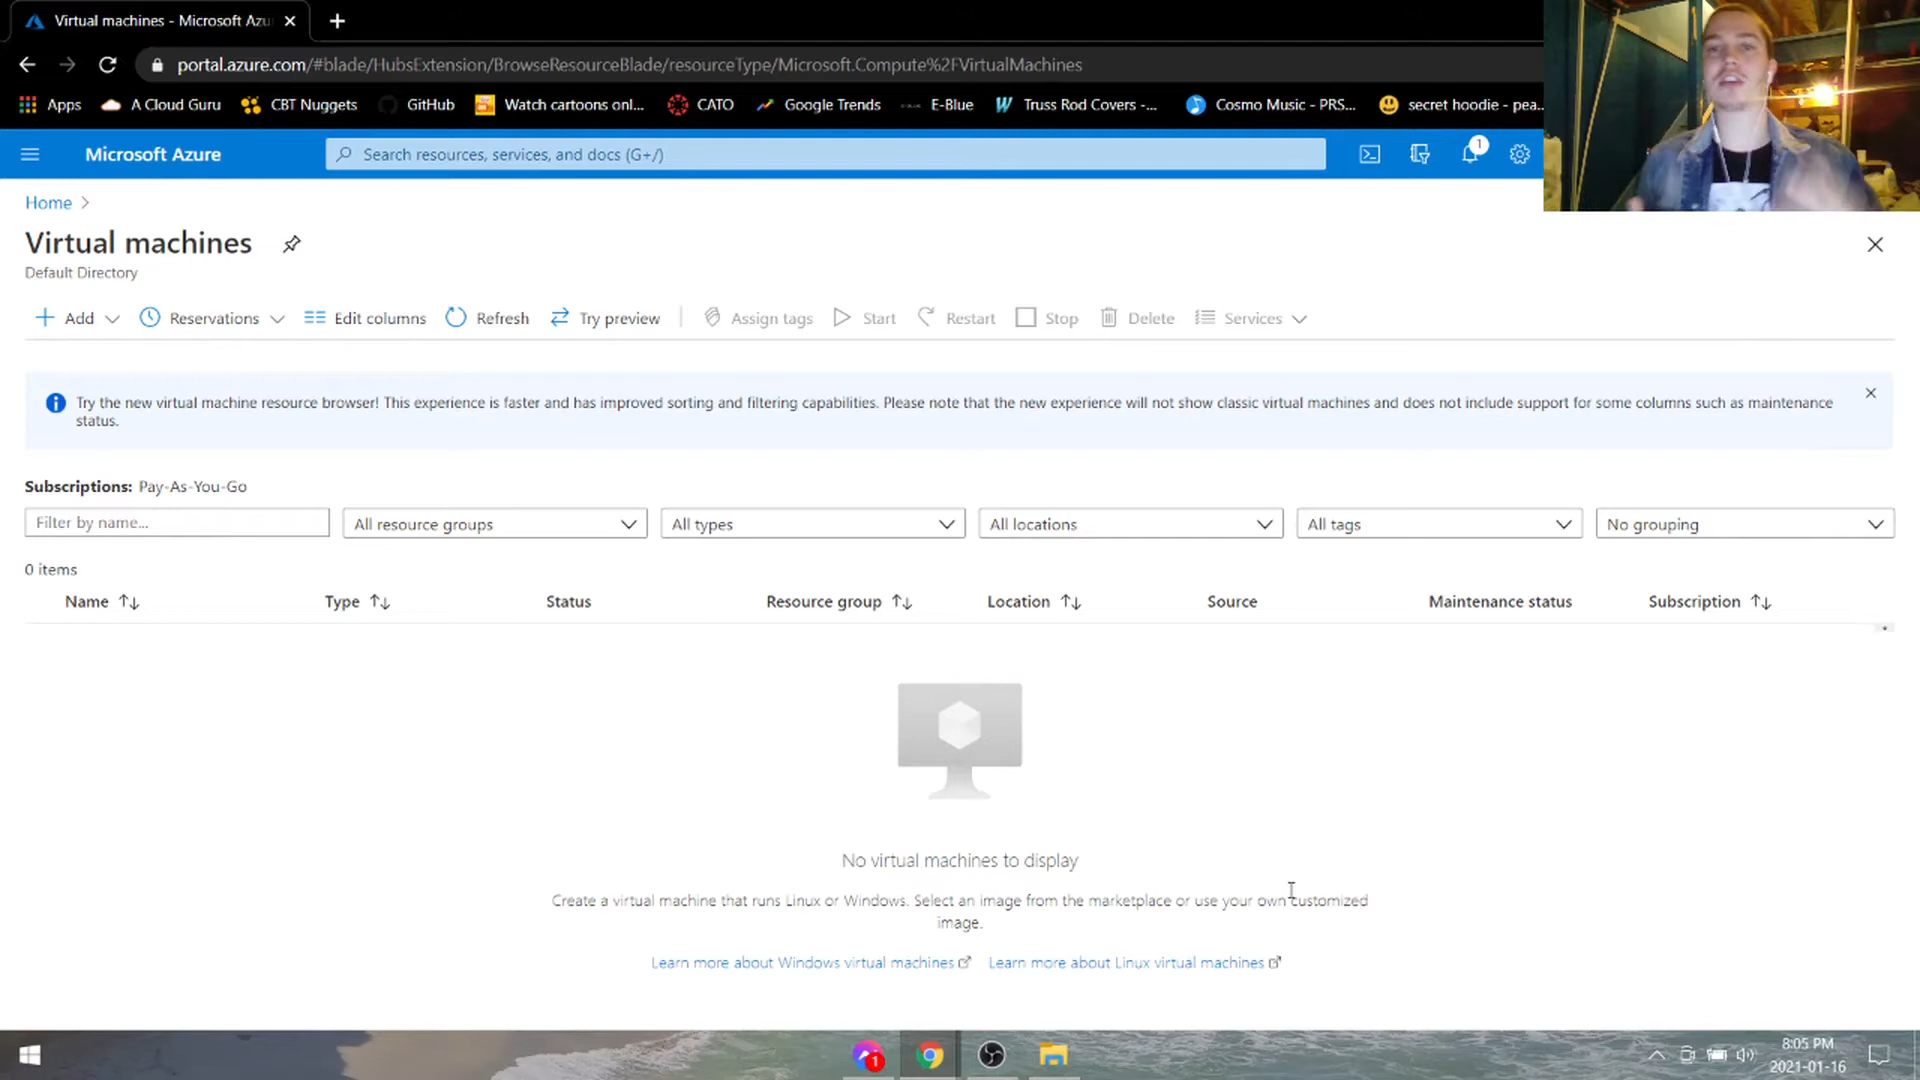 Virtual machines - Microsoft Azu
portal.azure.com/#blade/HubsExtension/BrowseResourceBlade/resourceType/Microsoft.Compute%2FVirtualMachines
Apps A Cloud Guru CBT Nuggets GitHub Watch cartoons onl... CATO Google Trends E-Blue Truss Rod Covers -... Cosmo Music - PRS... secret hoodie - pea...
Microsoft Azure Search resources, services, and docs (G+/) 1
Home
Virtual machines
Default Directory
Add Reservations Edit columns Refresh Try preview Assign tags Start Restart Stop Delete Services
Try the new virtual machine resource browser! This experience is faster and has improved sorting and filtering capabilities. Please note that the new experience will not show classic virtual machines and does not include support for some columns such as maintenance
status.
Subscriptions: Pay-As-You-Go
Filter by name... All resource groups All types All locations All tags No grouping
0 items
Name Type Status Resource group Location Source Maintenance status Subscription
No virtual machines to display
Create a virtual machine that runs Linux or Windows. Select an image from the marketplace or use your own customized
image.
Learn more about Windows virtual machines Learn more about Linux virtual machines
1
8:05 PM
2021-01-16